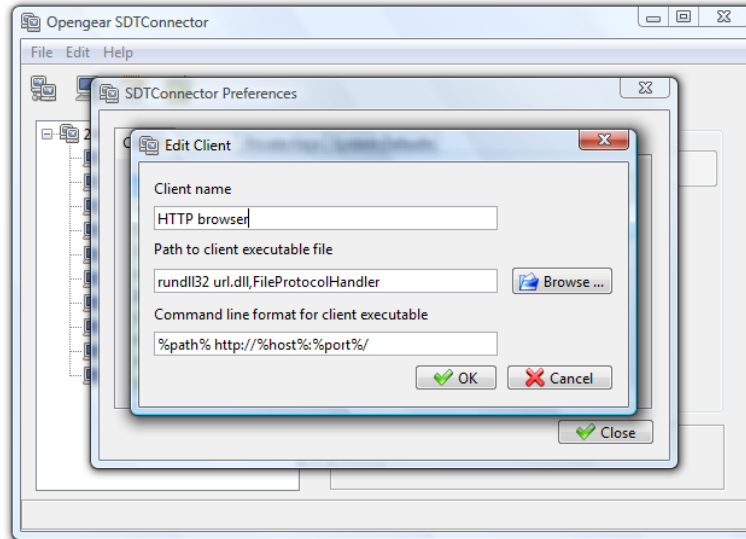 Opengear SDTConnector
File Edit Help
SDTConnector Preferences
Edit Client
Client name
HTTP browser
Path to client executable file
rundll32 url.dll,FileProtocolHandler
Browse ...
Command line format for client executable
%path% http://%host%:%port%/
OK
Cancel
Close